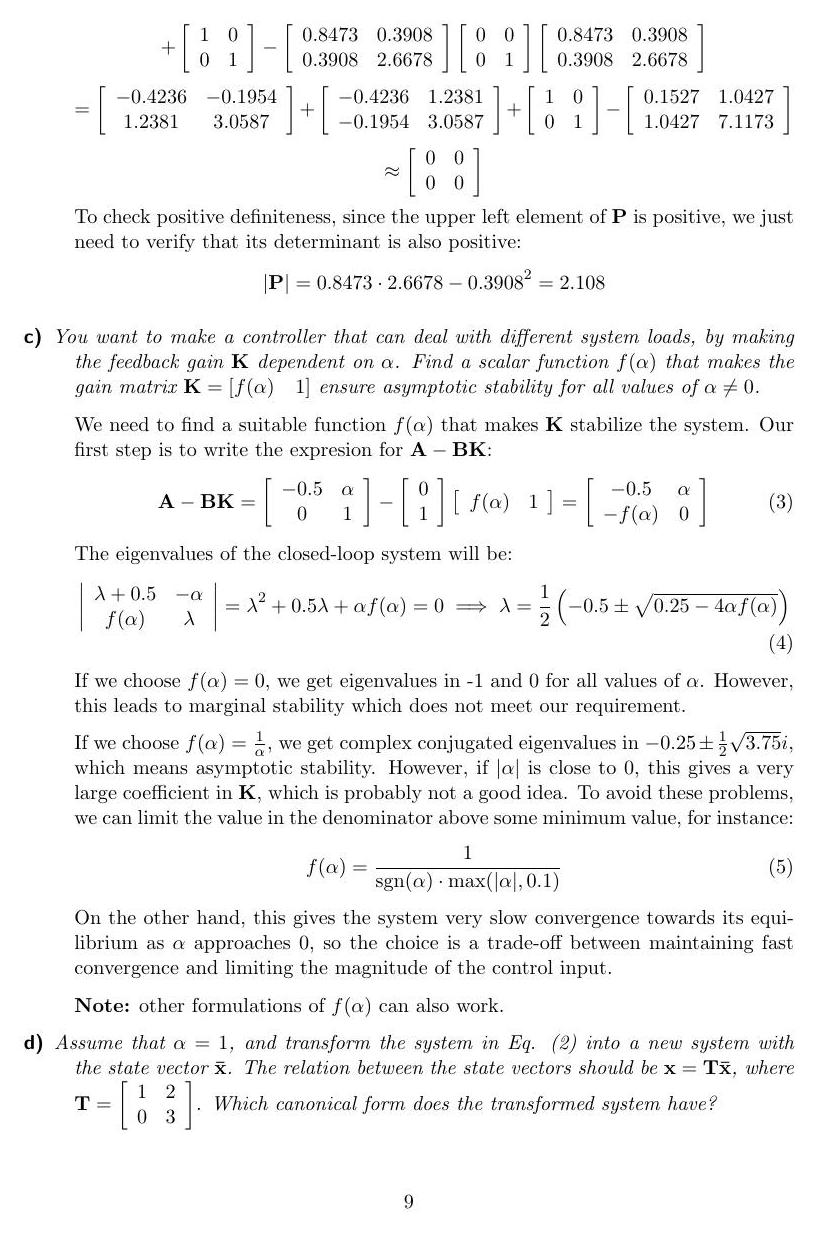 + [ 1 0 ; 0 1 ] − [ 0.8473 0.3908 ; 0.3908 2.6678 ] [ 0 0 ; 0 1 ] [ 0.8473 0.3908 ; 0.3908 2.6678 ]
= [ −0.4236 −0.1954 ; 1.2381 3.0587 ] + [ −0.4236 1.2381 ; −0.1954 3.0587 ] + [ 1 0 ; 0 1 ] − [ 0.1527 1.0427 ; 1.0427 7.1173 ]
≈ [ 0 0 ; 0 0 ]
To check positive definiteness, since the upper left element of P is positive, we just
need to verify that its determinant is also positive:
|P| = 0.8473 · 2.6678 − 0.3908² = 2.108
c) You want to make a controller that can deal with different system loads, by making
the feedback gain K dependent on α. Find a scalar function f(α) that makes the
gain matrix K = [f(α) 1] ensure asymptotic stability for all values of α ≠ 0.
We need to find a suitable function f(α) that makes K stabilize the system. Our
first step is to write the expresion for A − BK:
A − BK = [ −0.5 α ; 0 1 ] − [ 0 ; 1 ] [ f(α) 1 ] = [ −0.5 α ; −f(α) 0 ] (3)
The eigenvalues of the closed-loop system will be:
| λ + 0.5 −α ; f(α) λ | = λ² + 0.5λ + αf(α) = 0 ⟹ λ = 1/2 (−0.5 ± √(0.25 − 4αf(α)))
(4)
If we choose f(α) = 0, we get eigenvalues in -1 and 0 for all values of α. However,
this leads to marginal stability which does not meet our requirement.
If we choose f(α) = 1/α, we get complex conjugated eigenvalues in −0.25 ± 1/2 √3.75i,
which means asymptotic stability. However, if |α| is close to 0, this gives a very
large coefficient in K, which is probably not a good idea. To avoid these problems,
we can limit the value in the denominator above some minimum value, for instance:
f(α) = 1 / (sgn(α) · max(|α|, 0.1)) (5)
On the other hand, this gives the system very slow convergence towards its equi-
librium as α approaches 0, so the choice is a trade-off between maintaining fast
convergence and limiting the magnitude of the control input.
Note: other formulations of f(α) can also work.
d) Assume that α = 1, and transform the system in Eq. (2) into a new system with
the state vector x̄. The relation between the state vectors should be x = Tx̄, where
T = [ 1 2 ; 0 3 ]. Which canonical form does the transformed system have?
9